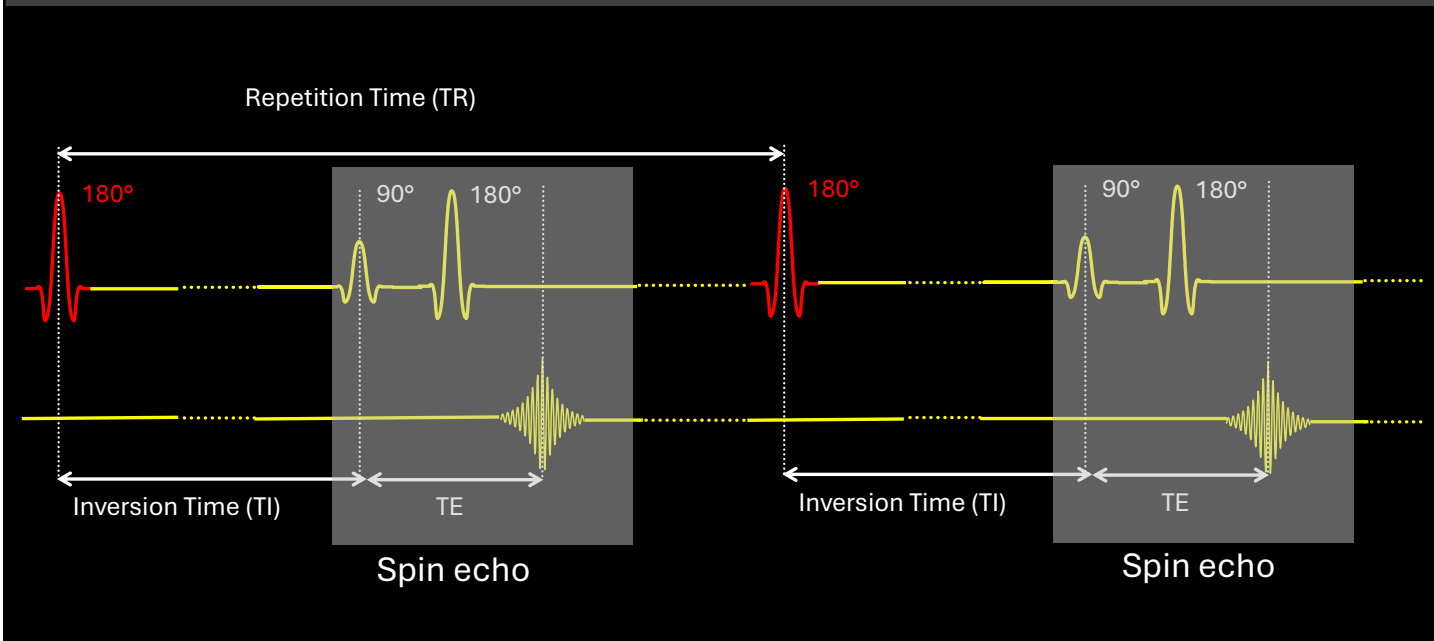 Repetition Time (TR)
180°
90°
180°
180°
90°
180°
Inversion Time (TI)
TE
Inversion Time (TI)
TE
Spin echo
Spin echo